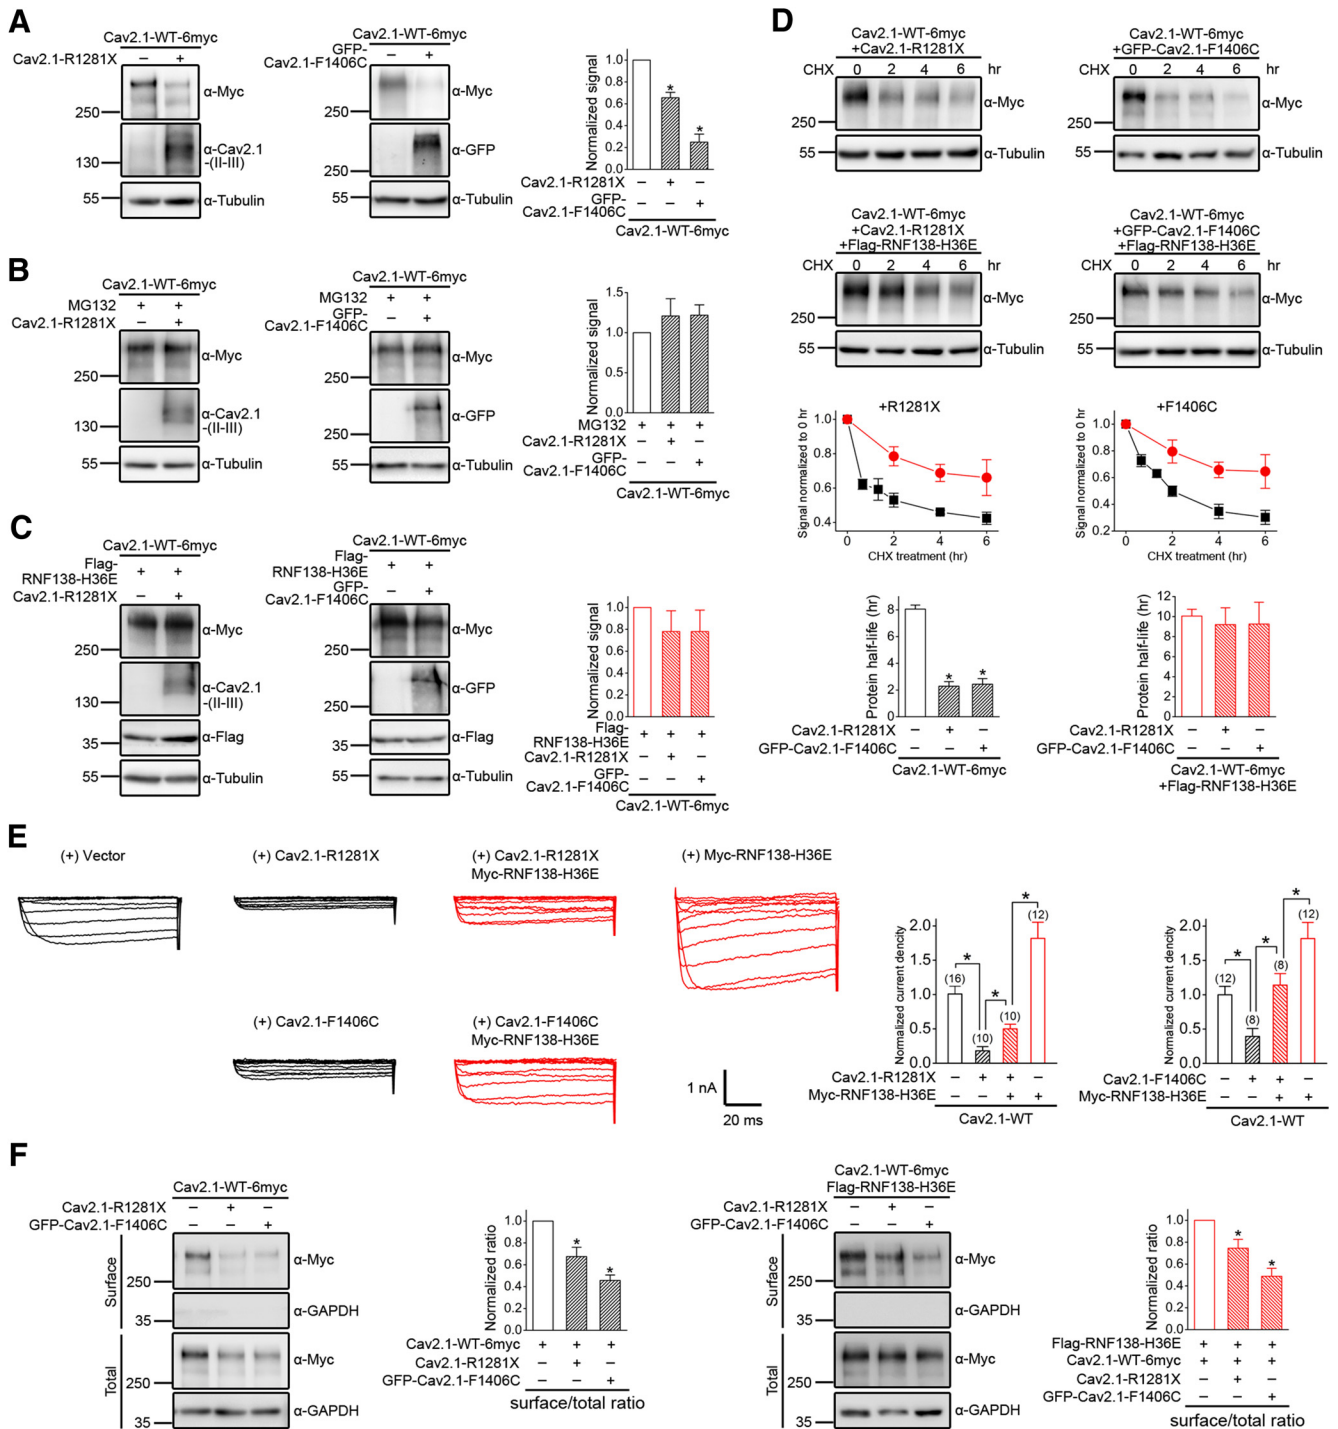 A
Cav2.1-WT-6myc
Cav2.1-R1281X – +
α-Myc
250
α-Cav2.1
-(II-III)
130
55
α-Tubulin
Cav2.1-WT-6myc
GFP-
Cav2.1-F1406C – +
α-Myc
250
α-GFP
250
55
α-Tubulin
Normalized signal
1.0
0.8
0.6
0.4
0.2
0
* *
Cav2.1-R1281X – + –
GFP-
Cav2.1-F1406C – – +
Cav2.1-WT-6myc
B
Cav2.1-WT-6myc
MG132 + +
Cav2.1-R1281X – +
α-Myc
250
α-Cav2.1
-(II-III)
130
55
α-Tubulin
Cav2.1-WT-6myc
MG132 + +
GFP-
Cav2.1-F1406C – +
α-Myc
250
α-GFP
250
55
α-Tubulin
Normalized signal
1.5
1.0
0.5
0
MG132 + + +
Cav2.1-R1281X – + –
GFP-
Cav2.1-F1406C – – +
Cav2.1-WT-6myc
C
Cav2.1-WT-6myc
Flag-
RNF138-H36E + +
Cav2.1-R1281X – +
α-Myc
250
α-Cav2.1
-(II-III)
130
α-Flag
35
55
α-Tubulin
Cav2.1-WT-6myc
Flag-
RNF138-H36E + +
GFP-
Cav2.1-F1406C – +
α-Myc
250
α-GFP
250
α-Flag
35
55
α-Tubulin
Normalized signal
1.0
0.8
0.6
0.4
0.2
0
Flag-
RNF138-H36E + + +
Cav2.1-R1281X – + –
GFP-
Cav2.1-F1406C – – +
Cav2.1-WT-6myc
D
Cav2.1-WT-6myc
+Cav2.1-R1281X
CHX 0 2 4 6 hr
α-Myc
250
55
α-Tubulin
Cav2.1-WT-6myc
+GFP-Cav2.1-F1406C
CHX 0 2 4 6 hr
α-Myc
250
55
α-Tubulin
Cav2.1-WT-6myc
+Cav2.1-R1281X
+Flag-RNF138-H36E
CHX 0 2 4 6 hr
α-Myc
250
55
α-Tubulin
Cav2.1-WT-6myc
+GFP-Cav2.1-F1406C
+Flag-RNF138-H36E
CHX 0 2 4 6 hr
α-Myc
250
55
α-Tubulin
+R1281X
Signal normalized to 0 hr
1.0
0.8
0.6
0.4
0 2 4 6
CHX treatment (hr)
+F1406C
Signal normalized to 0 hr
1.0
0.8
0.6
0.4
0.2
0 2 4 6
CHX treatment (hr)
Protein half-life (hr)
8
6
4
2
0
* *
Cav2.1-R1281X – + –
GFP-Cav2.1-F1406C – – +
Cav2.1-WT-6myc
Protein half-life (hr)
12
10
8
6
4
2
0
Cav2.1-R1281X – + –
GFP-Cav2.1-F1406C – – +
Cav2.1-WT-6myc
+Flag-RNF138-H36E
E
(+) Vector
(+) Cav2.1-R1281X
(+) Cav2.1-R1281X
Myc-RNF138-H36E
(+) Myc-RNF138-H36E
(+) Cav2.1-F1406C
(+) Cav2.1-F1406C
Myc-RNF138-H36E
1 nA
20 ms
Normalized current dencity
2.0
1.5
1.0
0.5
0.0
(16) (10) (10) (12)
* * *
Cav2.1-R1281X – + + –
Myc-RNF138-H36E – – + +
Cav2.1-WT
Normalized current dencity
2.0
1.5
1.0
0.5
0.0
(12) (8) (8) (12)
* * *
Cav2.1-F1406C – + + –
Myc-RNF138-H36E – – + +
Cav2.1-WT
F
Cav2.1-WT-6myc
Cav2.1-R1281X – + –
GFP-Cav2.1-F1406C – – +
Surface
α-Myc
250
α-GAPDH
35
Total
α-Myc
250
α-GAPDH
35
Normalized ratio
1.0
0.8
0.6
0.4
0.2
0.0
* *
Cav2.1-WT-6myc + + +
Cav2.1-R1281X – + –
GFP-Cav2.1-F1406C – – +
surface/total ratio
Cav2.1-WT-6myc
Flag-RNF138-H36E
Cav2.1-R1281X – + –
GFP-Cav2.1-F1406C – – +
Surface
α-Myc
250
α-GAPDH
35
Total
α-Myc
250
α-GAPDH
35
Normalized ratio
1.0
0.8
0.6
0.4
0.2
0.0
* *
Flag-RNF138-H36E + + +
Cav2.1-WT-6myc + + +
Cav2.1-R1281X – + –
GFP-Cav2.1-F1406C – – +
surface/total ratio